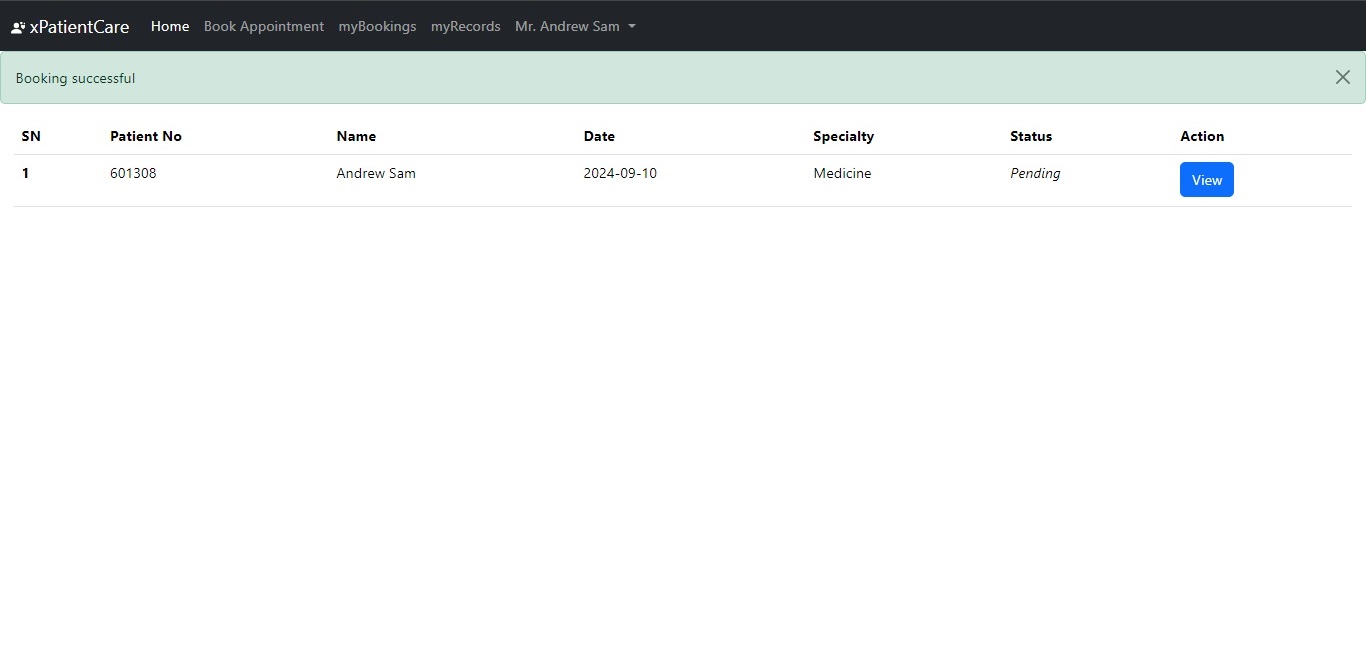 xPatientCare Home Book Appointment myBookings myRecords Mr. Andrew Sam
Booking successful
SN Patient No Name Date Specialty Status Action
1 601308 Andrew Sam 2024-09-10 Medicine Pending View